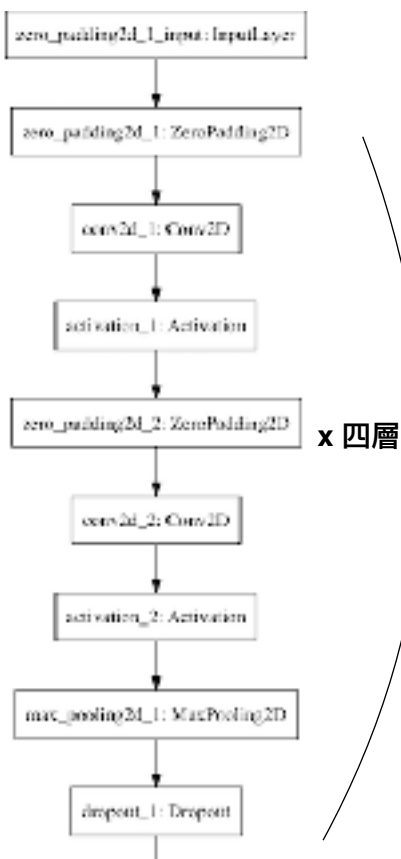 zero_padding2d_1_input: InputLayer
zero_padding2d_1: ZeroPadding2D
conv2d_1: Conv2D
activation_1: Activation
zero_padding2d_2: ZeroPadding2D
x 四層
conv2d_2: Conv2D
activation_2: Activation
max_pooling2d_1: MaxPooling2D
dropout_1: Dropout